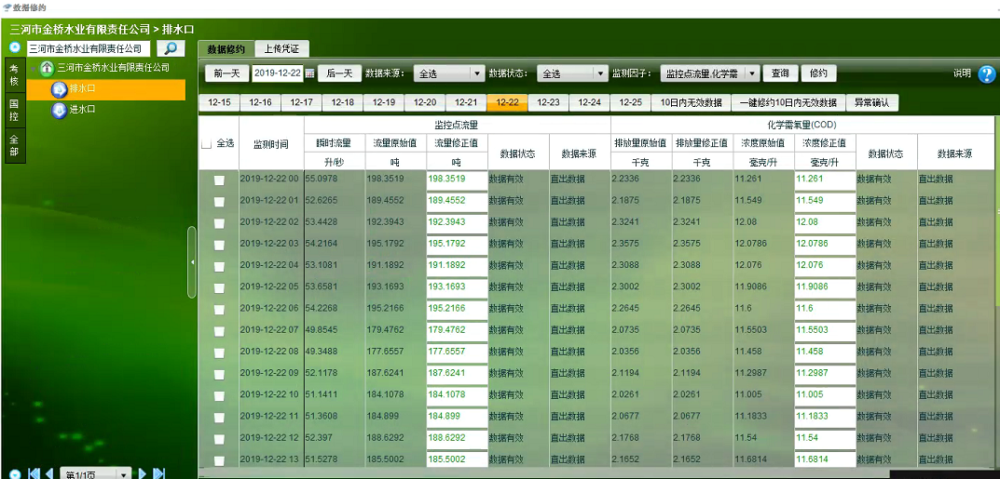 数据修约
三河市金桥水业有限责任公司 > 排水口
三河市金桥水业有限责任公司
数据修约 上传凭证
考核
国控
全部
三河市金桥水业有限责任公司
排水口
进水口
前一天 2019-12-22 后一天 数据来源： 全选 数据状态： 全选 监测因子： 监控点流量,化学需 查询 修约 说明
12-15 12-16 12-17 12-18 12-19 12-20 12-21 12-22 12-23 12-24 12-25 10日内无效数据 一键修约10日内无效数据 异常确认
监控点流量 化学需氧量(COD)
全选 监测时间 瞬时流量 流量原始值 流量修正值 数据状态 数据来源 排放量原始值 排放量修正值 浓度原始值 浓度修正值 数据状态 数据来源
升/秒 吨 吨 千克 千克 毫克/升 毫克/升
2019-12-22 00 55.0978 198.3519 198.3519 数据有效 直出数据 2.2336 2.2336 11.261 11.261 数据有效 直出数据
2019-12-22 01 52.6265 189.4552 189.4552 数据有效 直出数据 2.1875 2.1875 11.549 11.549 数据有效 直出数据
2019-12-22 02 53.4428 192.3943 192.3943 数据有效 直出数据 2.3241 2.3241 12.08 12.08 数据有效 直出数据
2019-12-22 03 54.2164 195.1792 195.1792 数据有效 直出数据 2.3575 2.3575 12.0786 12.0786 数据有效 直出数据
2019-12-22 04 53.1081 191.1892 191.1892 数据有效 直出数据 2.3088 2.3088 12.076 12.076 数据有效 直出数据
2019-12-22 05 53.6581 193.1693 193.1693 数据有效 直出数据 2.3002 2.3002 11.9086 11.9086 数据有效 直出数据
2019-12-22 06 54.2268 195.2166 195.2166 数据有效 直出数据 2.2645 2.2645 11.6 11.6 数据有效 直出数据
2019-12-22 07 49.8545 179.4762 179.4762 数据有效 直出数据 2.0735 2.0735 11.5503 11.5503 数据有效 直出数据
2019-12-22 08 49.3488 177.6557 177.6557 数据有效 直出数据 2.0356 2.0356 11.458 11.458 数据有效 直出数据
2019-12-22 09 52.1178 187.6241 187.6241 数据有效 直出数据 2.1194 2.1194 11.2987 11.2987 数据有效 直出数据
2019-12-22 10 51.1411 184.1078 184.1078 数据有效 直出数据 2.0261 2.0261 11.005 11.005 数据有效 直出数据
2019-12-22 11 51.3608 184.899 184.899 数据有效 直出数据 2.0677 2.0677 11.1833 11.1833 数据有效 直出数据
2019-12-22 12 52.397 188.6292 188.6292 数据有效 直出数据 2.1768 2.1768 11.54 11.54 数据有效 直出数据
2019-12-22 13 51.5278 185.5002 185.5002 数据有效 直出数据 2.1652 2.1652 11.6814 11.6814 数据有效 直出数据
第1/1页